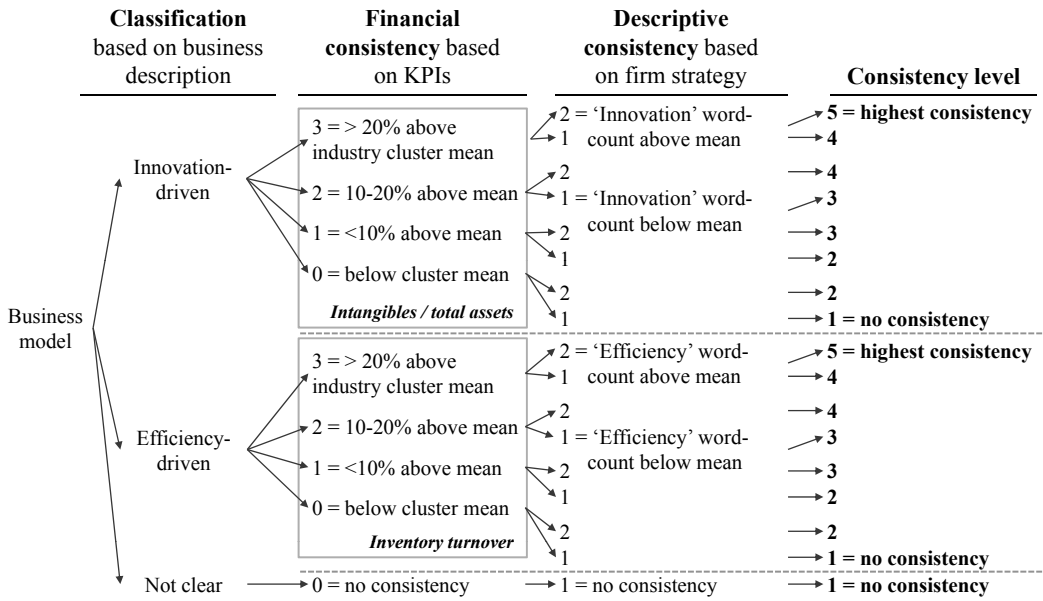 Classification
based on business
description
Financial
consistency based
on KPIs
Descriptive
consistency based
on firm strategy
Consistency level
Business
model
Innovation-
driven
3 = > 20% above
industry cluster mean
2 = 10-20% above mean
1 = <10% above mean
0 = below cluster mean
Intangibles / total assets
2 = ‘Innovation’ word-
count above mean
1
2
1 = ‘Innovation’ word-
count below mean
2
1
2
1
5 = highest consistency
4
4
3
3
2
2
1 = no consistency
Efficiency-
driven
3 = > 20% above
industry cluster mean
2 = 10-20% above mean
1 = <10% above mean
0 = below cluster mean
Inventory turnover
2 = ‘Efficiency’ word-
count above mean
1
2
1 = ‘Efficiency’ word-
count below mean
2
1
2
1
5 = highest consistency
4
4
3
3
2
2
1 = no consistency
Not clear
0 = no consistency
1 = no consistency
1 = no consistency